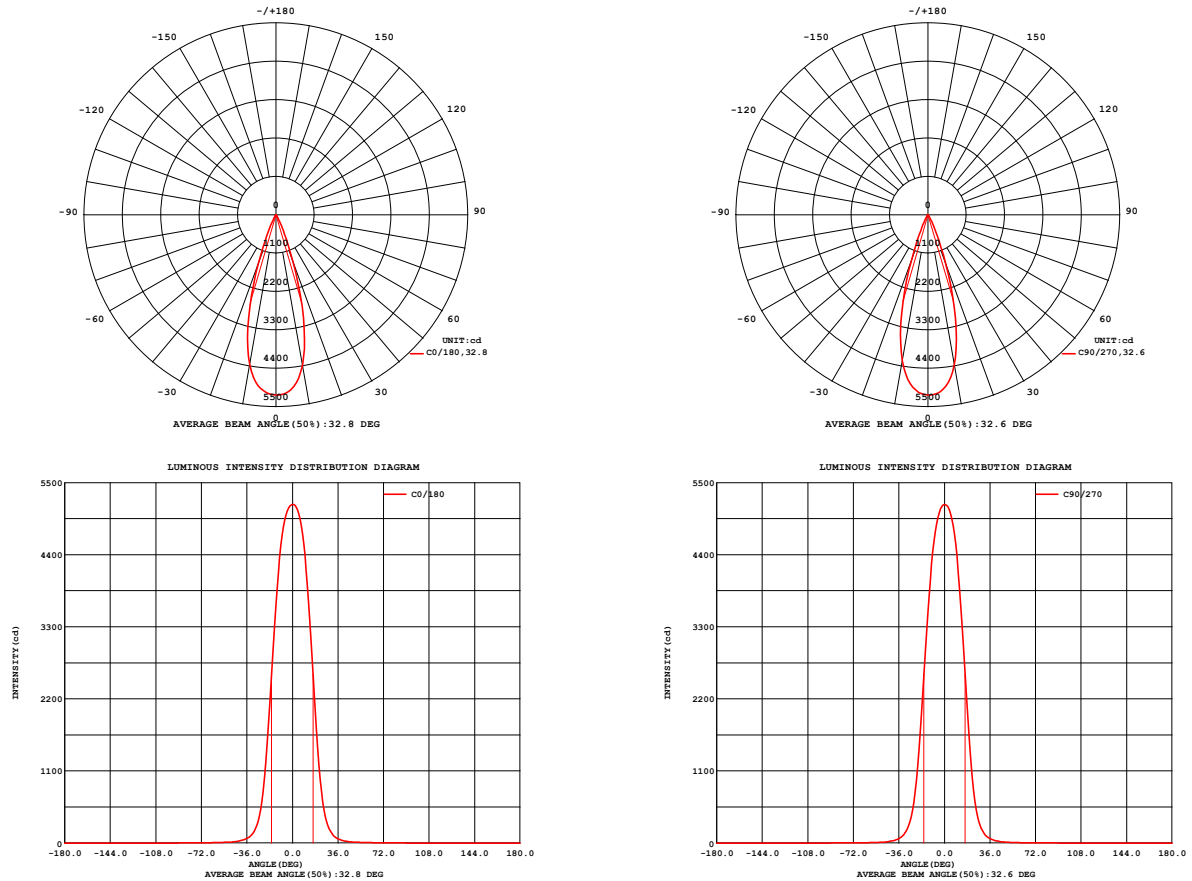 -/+180
-150 150
-120 120
-90 90
-60 60
-30 30
0
0
1100
2200
3300
4400
5500
UNIT:cd
C0/180,32.8
AVERAGE BEAM ANGLE(50%):32.8 DEG
-/+180
-150 150
-120 120
-90 90
-60 60
-30 30
0
0
1100
2200
3300
4400
5500
UNIT:cd
C90/270,32.6
AVERAGE BEAM ANGLE(50%):32.6 DEG
LUMINOUS INTENSITY DISTRIBUTION DIAGRAM
C0/180
INTENSITY(cd)
5500
4400
3300
2200
1100
0
-180.0 -144.0 -108.0 -72.0 -36.0 0.0 36.0 72.0 108.0 144.0 180.0
ANGLE(DEG)
AVERAGE BEAM ANGLE(50%):32.8 DEG
LUMINOUS INTENSITY DISTRIBUTION DIAGRAM
C90/270
INTENSITY(cd)
5500
4400
3300
2200
1100
0
-180.0 -144.0 -108.0 -72.0 -36.0 0.0 36.0 72.0 108.0 144.0 180.0
ANGLE(DEG)
AVERAGE BEAM ANGLE(50%):32.6 DEG